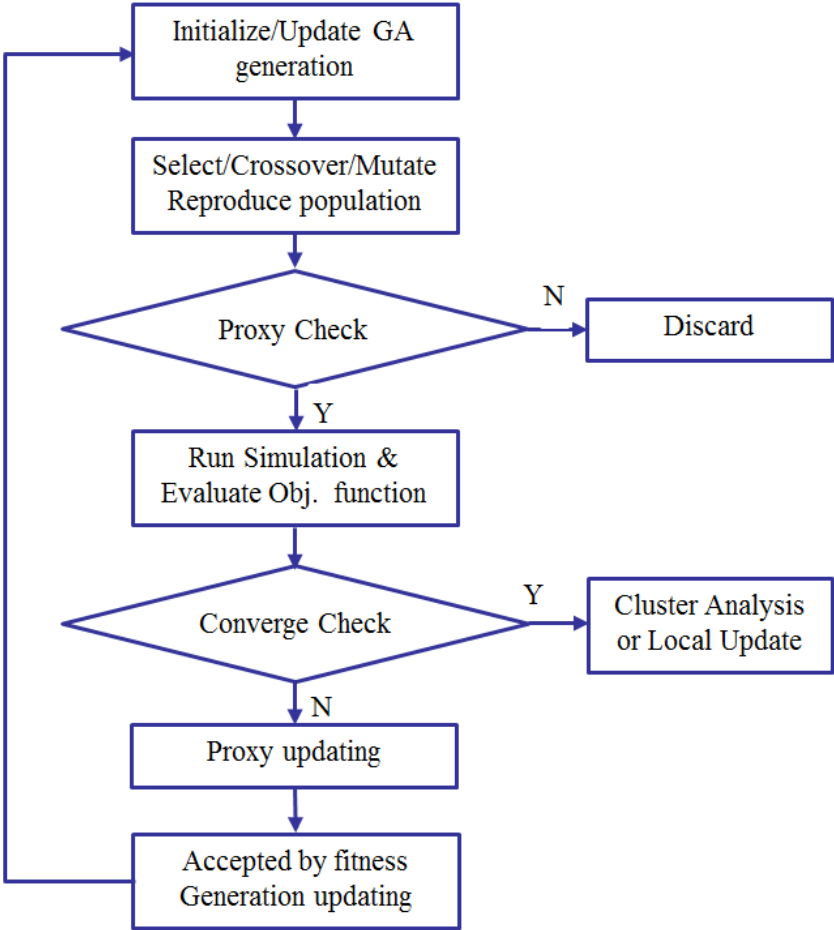 Initialize/Update GA
generation
Select/Crossover/Mutate
Reproduce population
Proxy Check
N
Discard
Y
Run Simulation &
Evaluate Obj. function
Converge Check
Y
Cluster Analysis
or Local Update
N
Proxy updating
Accepted by fitness
Generation updating